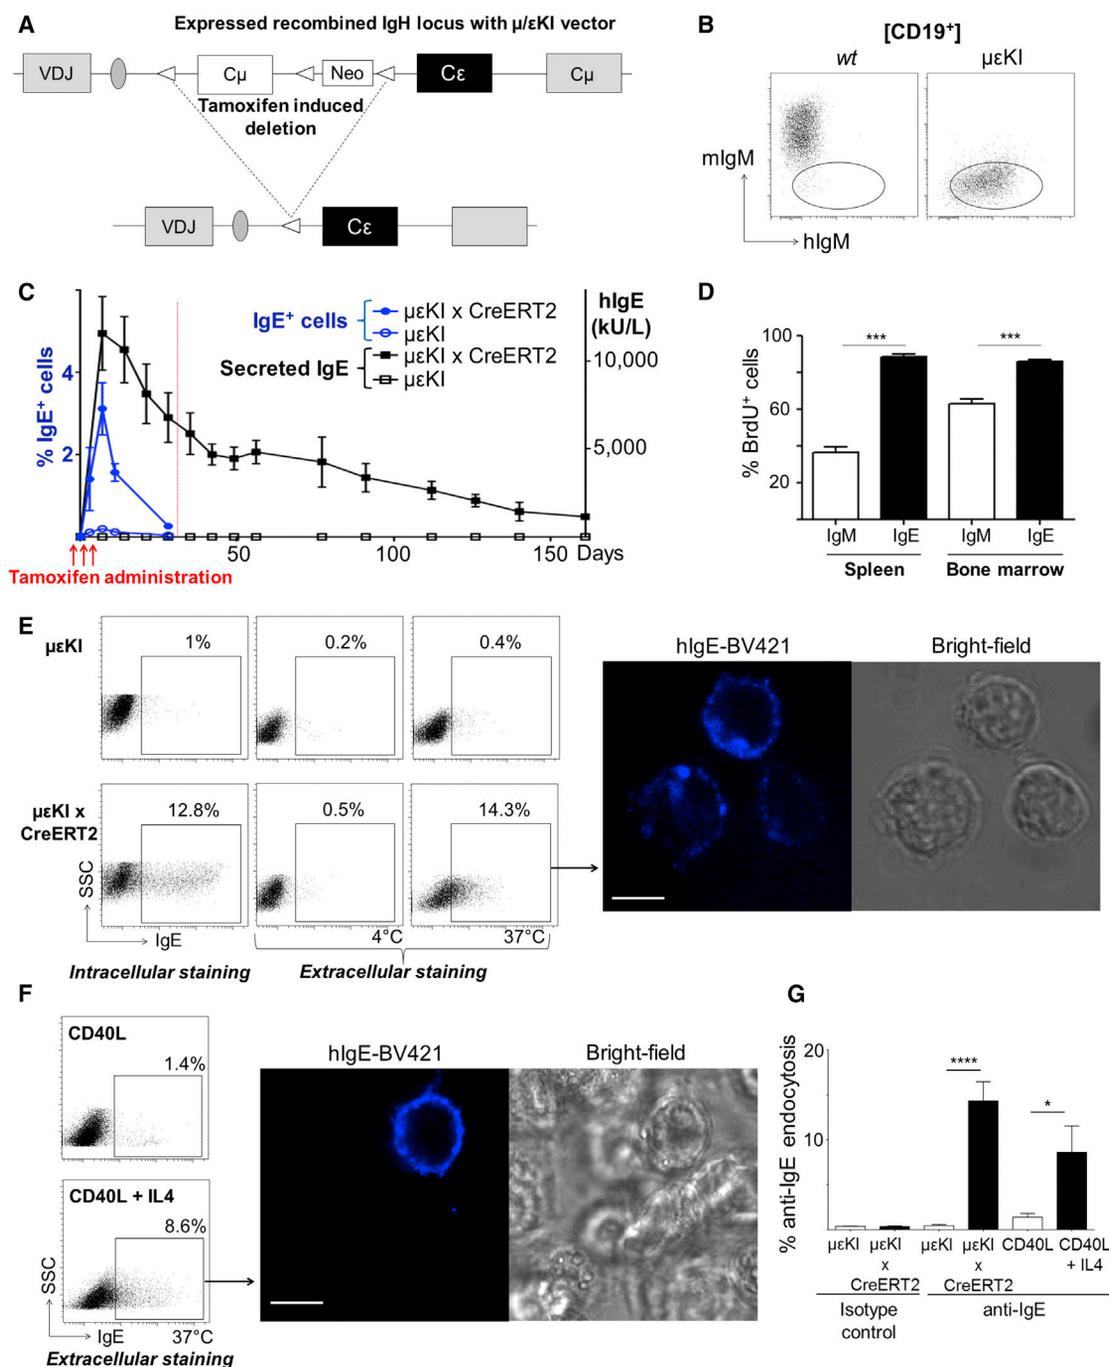 A
Expressed recombined IgH locus with μ/εKI vector
VDJ
Cμ
Neo
Cε
Cμ
Tamoxifen induced
deletion
VDJ
Cε
B
[CD19+]
wt
μεKI
mIgM
hIgM
C
% IgE+ cells
4
2
IgE+ cells
μεKI x CreERT2
μεKI
Secreted IgE
μεKI x CreERT2
μεKI
hIgE
(kU/L)
10,000
5,000
50
100
150
Days
Tamoxifen administration
D
% BrdU+ cells
100
60
20
***
***
IgM
IgE
IgM
IgE
Spleen
Bone marrow
E
μεKI
1%
0.2%
0.4%
μεKI x
CreERT2
12.8%
0.5%
14.3%
SSC
IgE
4°C
37°C
Intracellular staining
Extracellular staining
hIgE-BV421
Bright-field
F
CD40L
1.4%
CD40L + IL4
8.6%
SSC
IgE
37°C
Extracellular staining
hIgE-BV421
Bright-field
G
% anti-IgE endocytosis
20
10
****
*
μεKI
μεKI
x
CreERT2
μεKI
μεKI
x
CreERT2
CD40L
CD40L
+ IL4
Isotype
control
anti-IgE